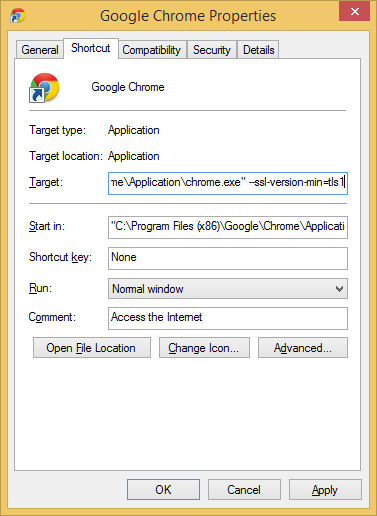 Google Chrome Properties
General Shortcut Compatibility Security Details
Google Chrome
Target type: Application
Target location: Application
Target: me\Application\chrome.exe" --ssl-version-min=tls1
Start in: "C:\Program Files (x86)\Google\Chrome\Applicati
Shortcut key: None
Run: Normal window
Comment: Access the Internet
Open File Location Change Icon... Advanced...
OK Cancel Apply